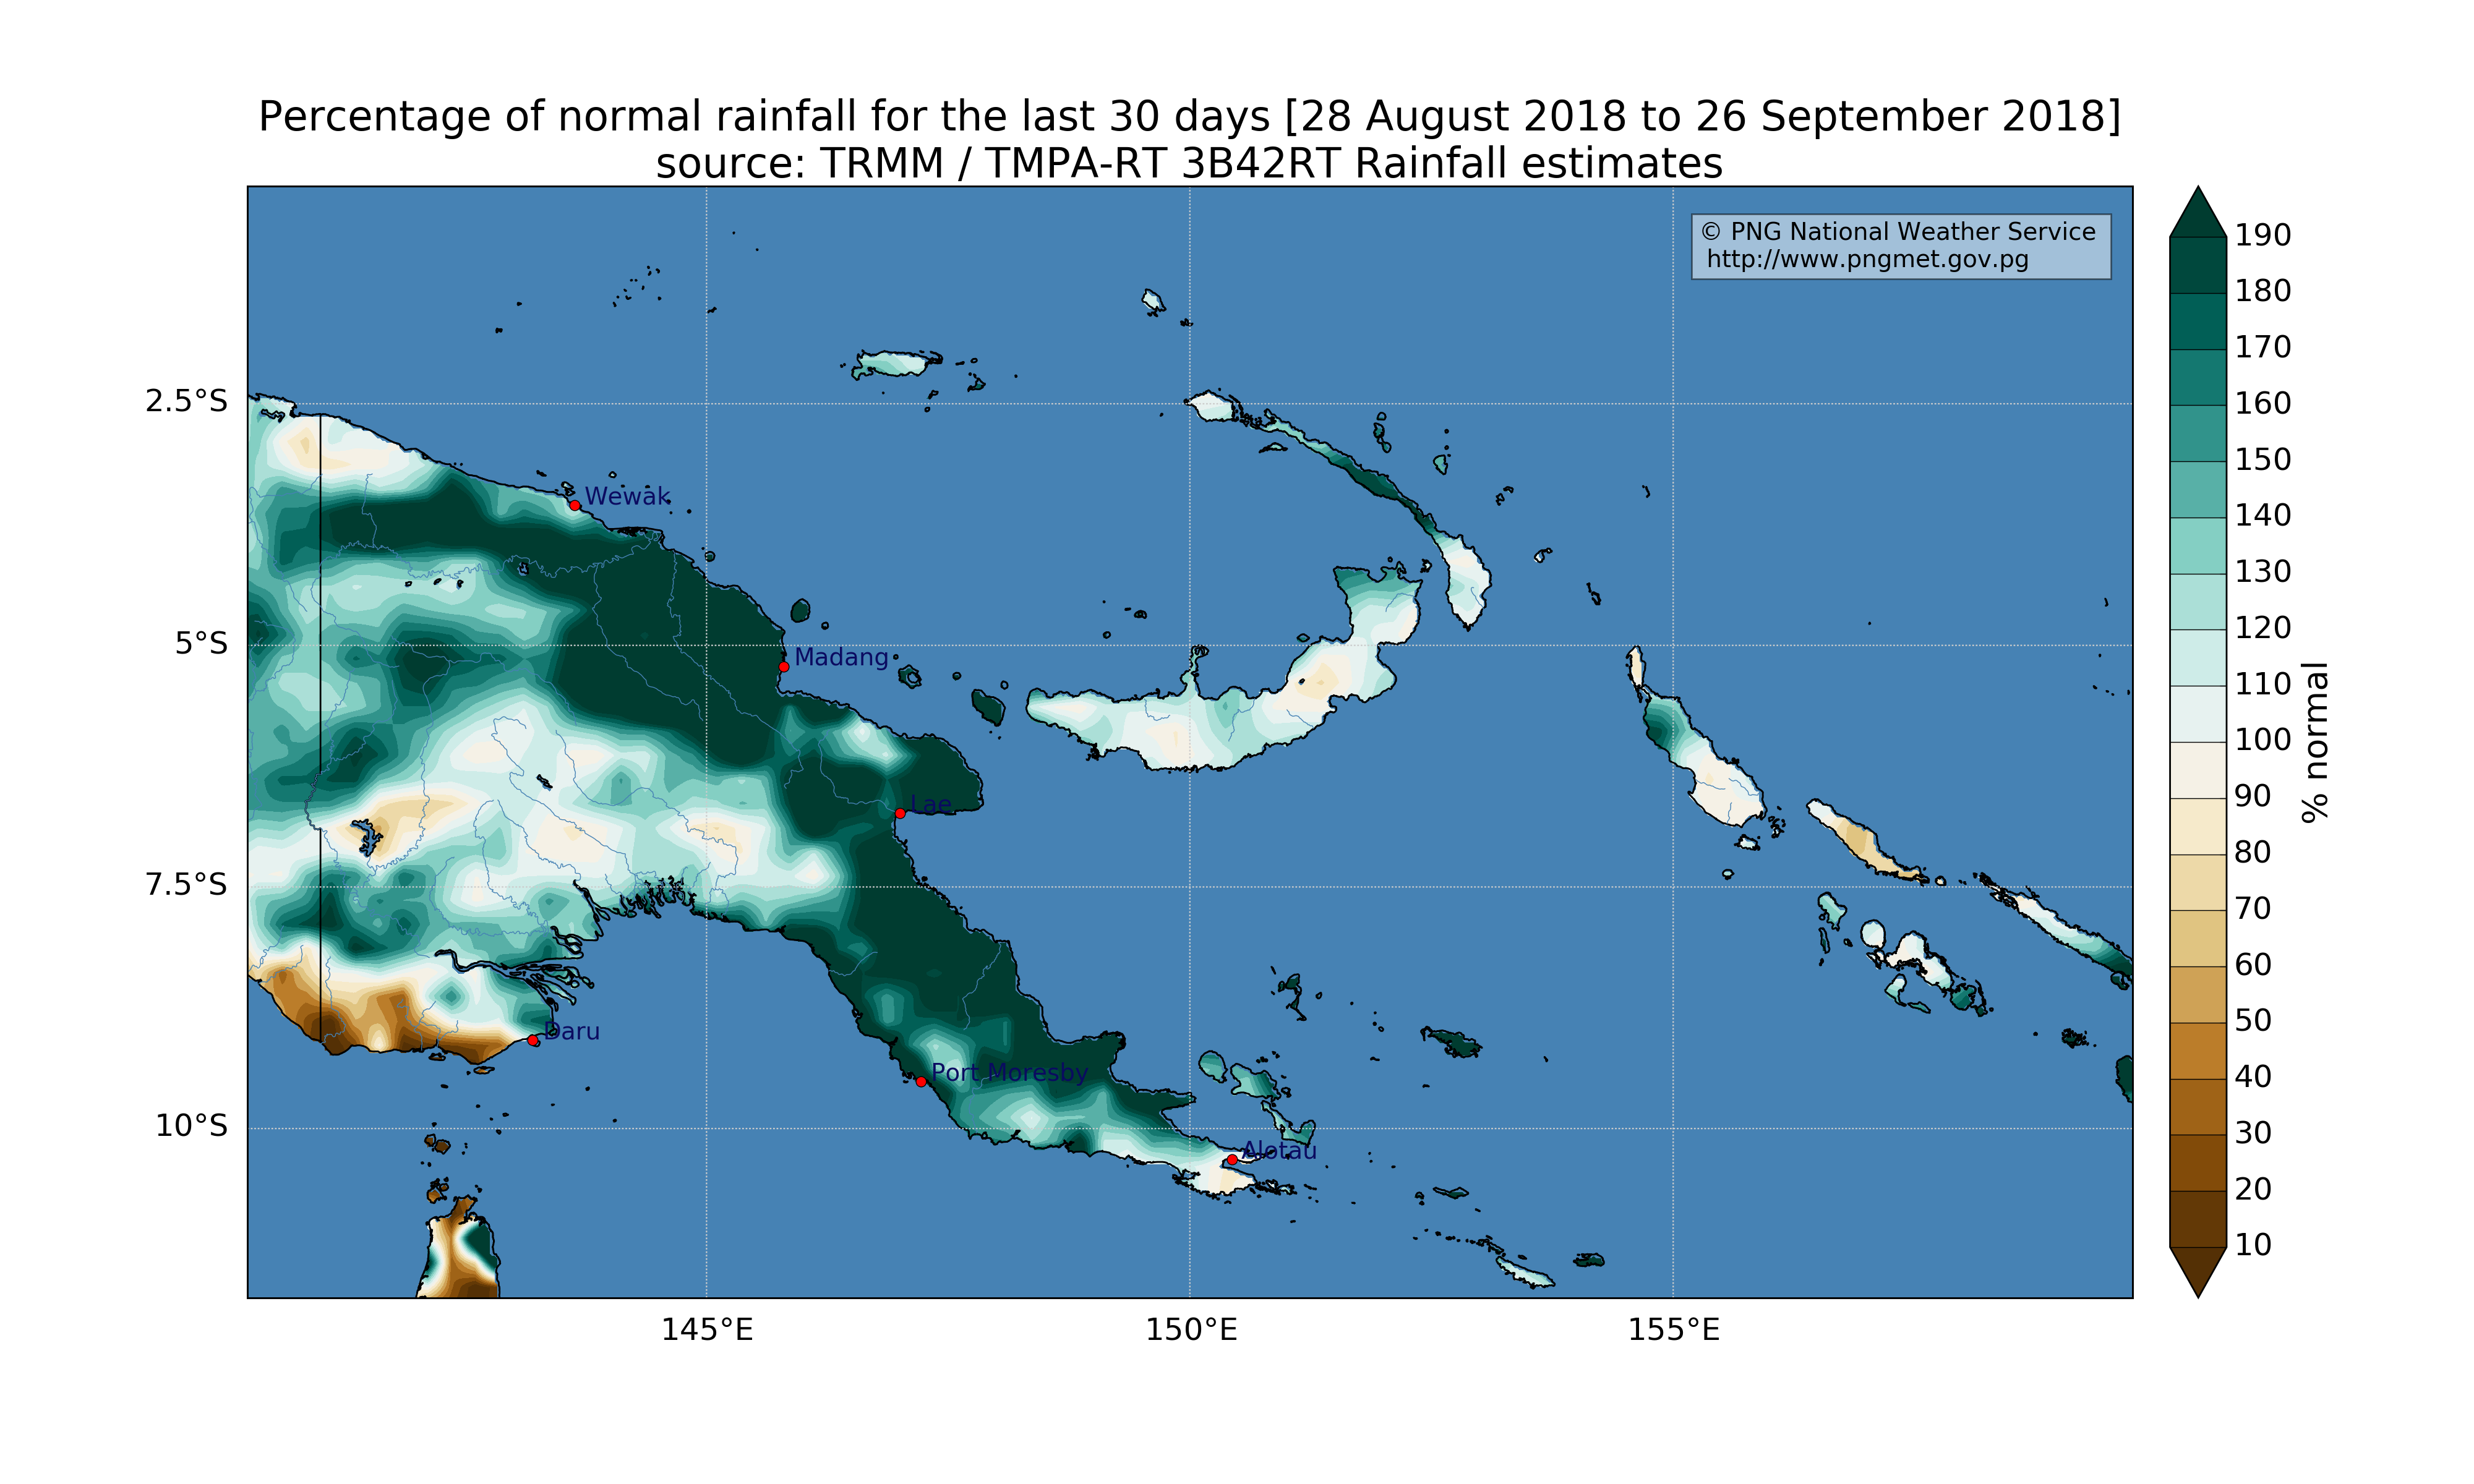 Percentage of normal rainfall for the last 30 days [28 August 2018 to 26 September 2018]
source: TRMM / TMPA-RT 3B42RT Rainfall estimates
© PNG National Weather Service
http://www.pngmet.gov.pg
2.5°S
5°S
7.5°S
10°S
Wewak
Madang
Lae
Daru
Port Moresby
Alotau
145°E
150°E
155°E
190
180
170
160
150
140
130
120
110
100
90
80
70
60
50
40
30
20
10
% normal